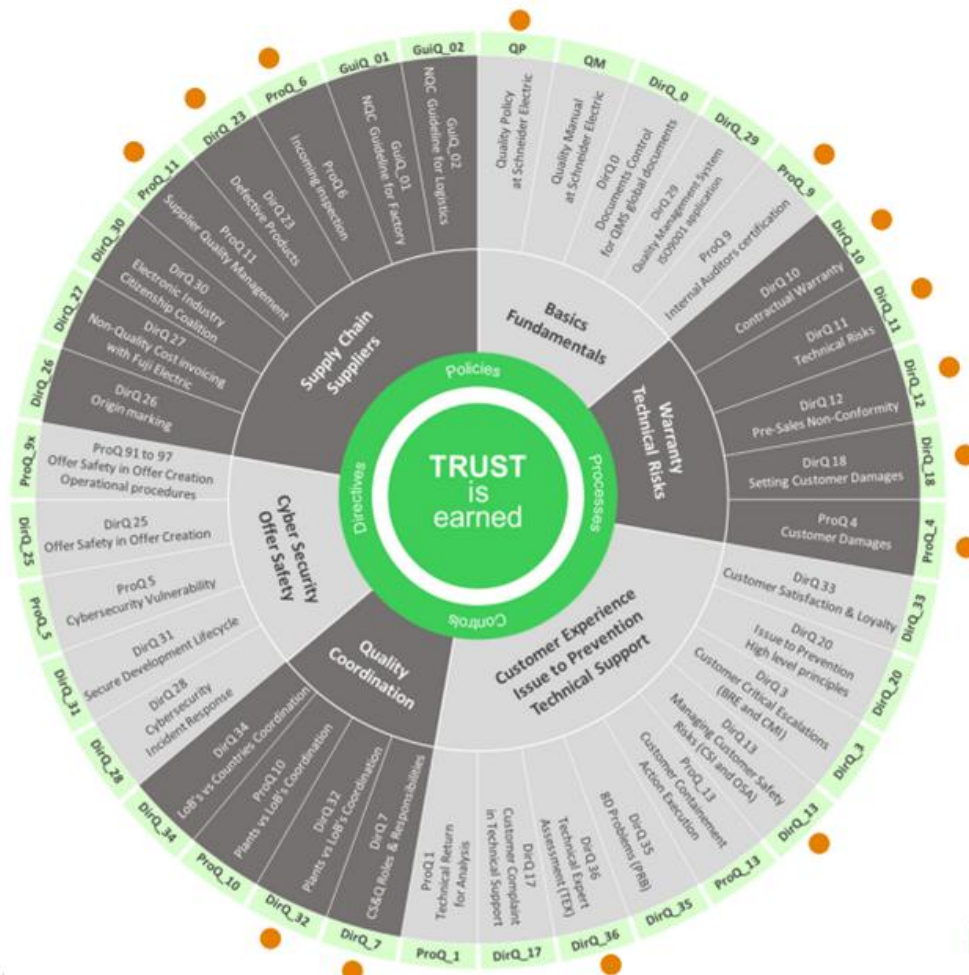 QP
QM
DirQ_0
DirQ_29
ProQ_9
DirQ_10
DirQ_11
DirQ_12
DirQ_18
ProQ_4
DirQ_33
DirQ_20
DirQ_3
DirQ_13
ProQ_13
DirQ_35
DirQ_36
DirQ_17
ProQ_1
DirQ_7
DirQ_32
ProQ_10
DirQ_34
DirQ_28
DirQ_31
ProQ_5
DirQ_25
ProQ_9x
DirQ_26
DirQ_27
DirQ_30
ProQ_11
DirQ_23
ProQ_6
GuiQ_01
GuiQ_02
Quality Policy
at Schneider Electric
Quality Manual
at Schneider Electric
DirQ 0
Documents Control
for QMS global documents
DirQ 29
Quality Management System
ISO9001 application
ProQ 9
Internal Auditors certification
DirQ 10
Contractual Warranty
DirQ 11
Technical Risks
DirQ 12
Pre-Sales Non-Conformity
DirQ 18
Setting Customer Damages
ProQ 4
Customer Damages
DirQ 33
Customer Satisfaction & Loyalty
DirQ 20
Issue to Prevention
High level principles
DirQ 3
Customer Critical Escalations
(BRE and CMI)
DirQ 13
Managing Customer Safety
Risks (CSI and OSA)
ProQ_13
Customer Containement
Action Execution
DirQ 35
8D Problems (PRB)
DirQ 36
Technical Expert
Assessment (TEX)
DirQ 17
Customer Complaint
in Technical Support
ProQ 1
Technical Return
for Analysis
DirQ 7
CS&Q Roles & Responsibilities
DirQ 32
Plants vs LoB's Coordination
ProQ 10
Plants vs LoB's Coordination
DirQ 34
LoB's vs Countries Coordination
DirQ 28
Cybersecurity
Incident Response
DirQ 31
Secure Development Lifecycle
ProQ 5
Cybersecurity Vulnerability
DirQ 25
Offer Safety in Offer Creation
ProQ 91 to 97
Offer Safety in Offer Creation
Operational procedures
DirQ 26
Origin marking
DirQ 27
Non-Quality Cost invoicing
with Fuji Electric
DirQ 30
Electronic Industry
Citizenship Coalition
ProQ 11
Supplier Quality Management
DirQ 23
Defective Products
ProQ 6
Incoming inspection
GuiQ_01
NQC Guideline for Factory
GuiQ_02
NQC Guideline for Logistics
Basics
Fundamentals
Warranty
Technical Risks
Customer Experience
Issue to Prevention
Technical Support
Quality
Coordination
Cyber Security
Offer Safety
Supply Chain
Suppliers
Policies
Processes
Controls
Directives
TRUST
is
earned